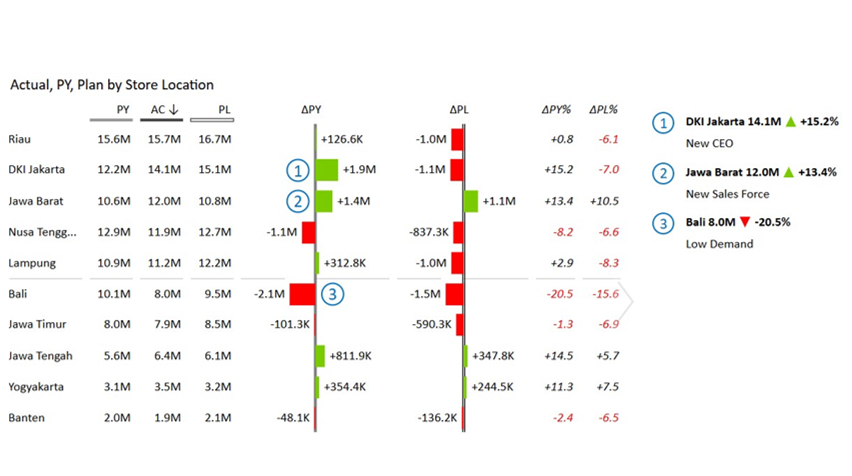 Actual, PY, Plan by Store Location
PY AC ↓ PL ΔPY ΔPL ΔPY% ΔPL%
Riau 15.6M 15.7M 16.7M +126.6K -1.0M +0.8 -6.1
DKI Jakarta 12.2M 14.1M 15.1M 1 +1.9M -1.1M +15.2 -7.0
Jawa Barat 10.6M 12.0M 10.8M 2 +1.4M +1.1M +13.4 +10.5
Nusa Tengg... 12.9M 11.9M 12.7M -1.1M -837.3K -8.2 -6.6
Lampung 10.9M 11.2M 12.2M +312.8K -1.0M +2.9 -8.3
Bali 10.1M 8.0M 9.5M -2.1M 3 -1.5M -20.5 -15.6
Jawa Timur 8.0M 7.9M 8.5M -101.3K -590.3K -1.3 -6.9
Jawa Tengah 5.6M 6.4M 6.1M +811.9K +347.8K +14.5 +5.7
Yogyakarta 3.1M 3.5M 3.2M +354.4K +244.5K +11.3 +7.5
Banten 2.0M 1.9M 2.1M -48.1K -136.2K -2.4 -6.5
1 DKI Jakarta 14.1M ▲ +15.2%
New CEO
2 Jawa Barat 12.0M ▲ +13.4%
New Sales Force
3 Bali 8.0M ▼ -20.5%
Low Demand